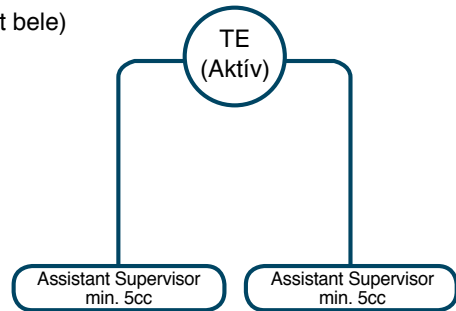 t bele)
TE
(Aktív)
Assistant Supervisor
min. 5cc
Assistant Supervisor
min. 5cc